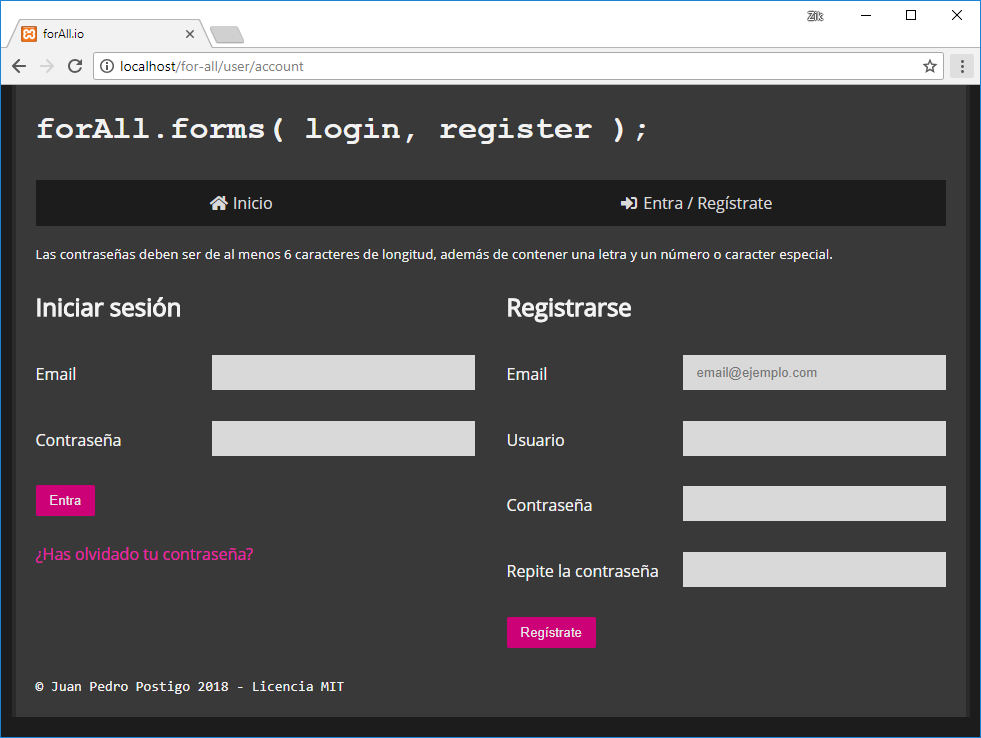 Zik
forAll.io
localhost/for-all/user/account
forAll.forms( login, register );
Inicio
Entra / Regístrate
Las contraseñas deben ser de al menos 6 caracteres de longitud, además de contener una letra y un número o caracter especial.
Iniciar sesión
Email
Contraseña
Entra
¿Has olvidado tu contraseña?
Registrarse
Email
email@ejemplo.com
Usuario
Contraseña
Repite la contraseña
Regístrate
© Juan Pedro Postigo 2018 - Licencia MIT